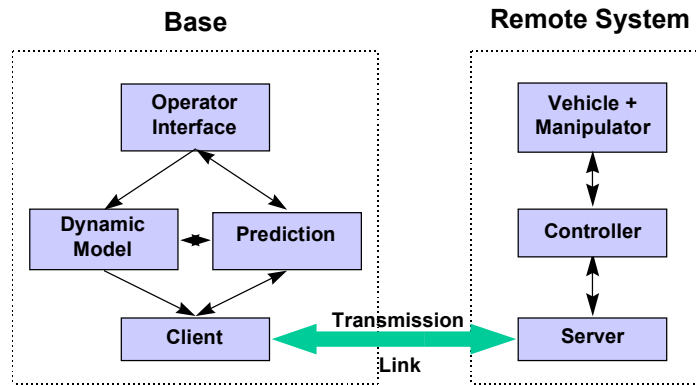 Base
Remote System
Operator
Interface
Vehicle +
Manipulator
Dynamic
Model
Prediction
Controller
Client
Transmission
Link
Server